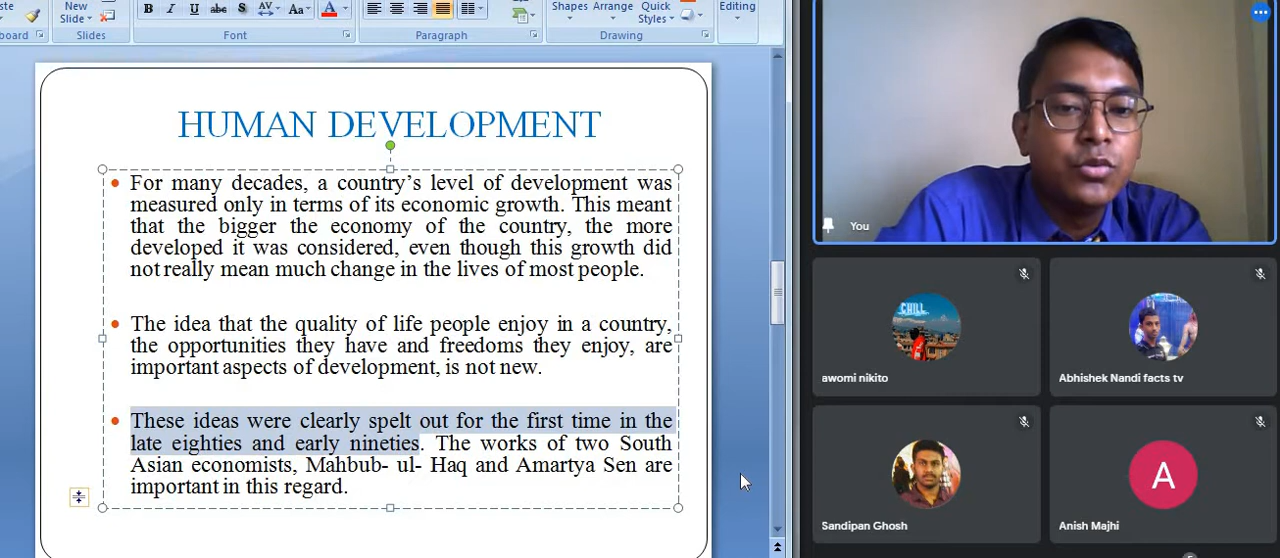 New
Slide
Slides
B I U abc S AV Aa A
Font
Paragraph
Shapes Arrange Quick
Styles
Drawing
Editing
HUMAN DEVELOPMENT
• For many decades, a country’s level of development was
measured only in terms of its economic growth. This meant
that the bigger the economy of the country, the more
developed it was considered, even though this growth did
not really mean much change in the lives of most people.
• The idea that the quality of life people enjoy in a country,
the opportunities they have and freedoms they enjoy, are
important aspects of development, is not new.
• These ideas were clearly spelt out for the first time in the
late eighties and early nineties. The works of two South
Asian economists, Mahbub- ul- Haq and Amartya Sen are
important in this regard.
You
CHILL
awomi nikito
Abhishek Nandi facts tv
Sandipan Ghosh
A
Anish Majhi